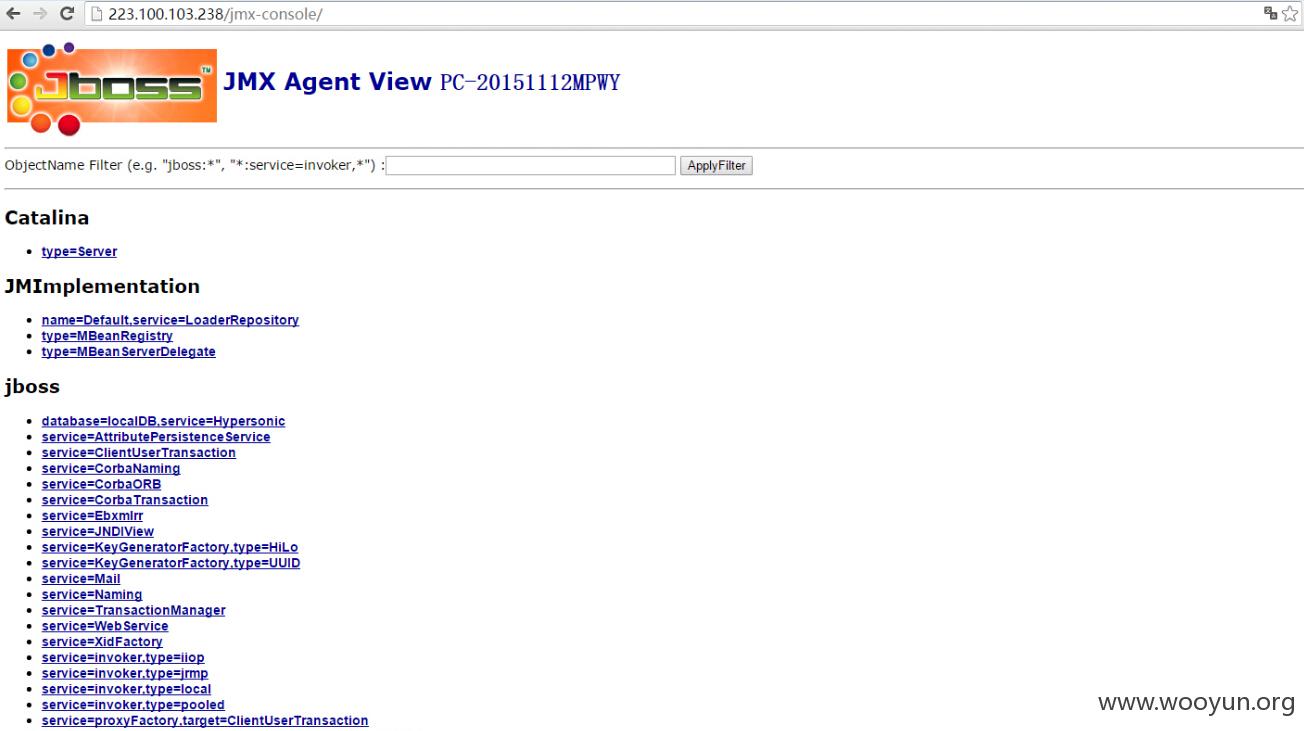 223.100.103.238/jmx-console/
JBoss TM JMX Agent View PC-20151112MPWY
ObjectName Filter (e.g. "jboss:*", "*:service=invoker,*") : ApplyFilter
Catalina
type=Server
JMImplementation
name=Default,service=LoaderRepository
type=MBeanRegistry
type=MBeanServerDelegate
jboss
database=localDB,service=Hypersonic
service=AttributePersistenceService
service=ClientUserTransaction
service=CorbaNaming
service=CorbaORB
service=CorbaTransaction
service=Ebxmlrr
service=JNDIView
service=KeyGeneratorFactory,type=HiLo
service=KeyGeneratorFactory,type=UUID
service=Mail
service=Naming
service=TransactionManager
service=WebService
service=XidFactory
service=invoker,type=iiop
service=invoker,type=jrmp
service=invoker,type=local
service=invoker,type=pooled
service=proxyFactory,target=ClientUserTransaction
www.wooyun.org